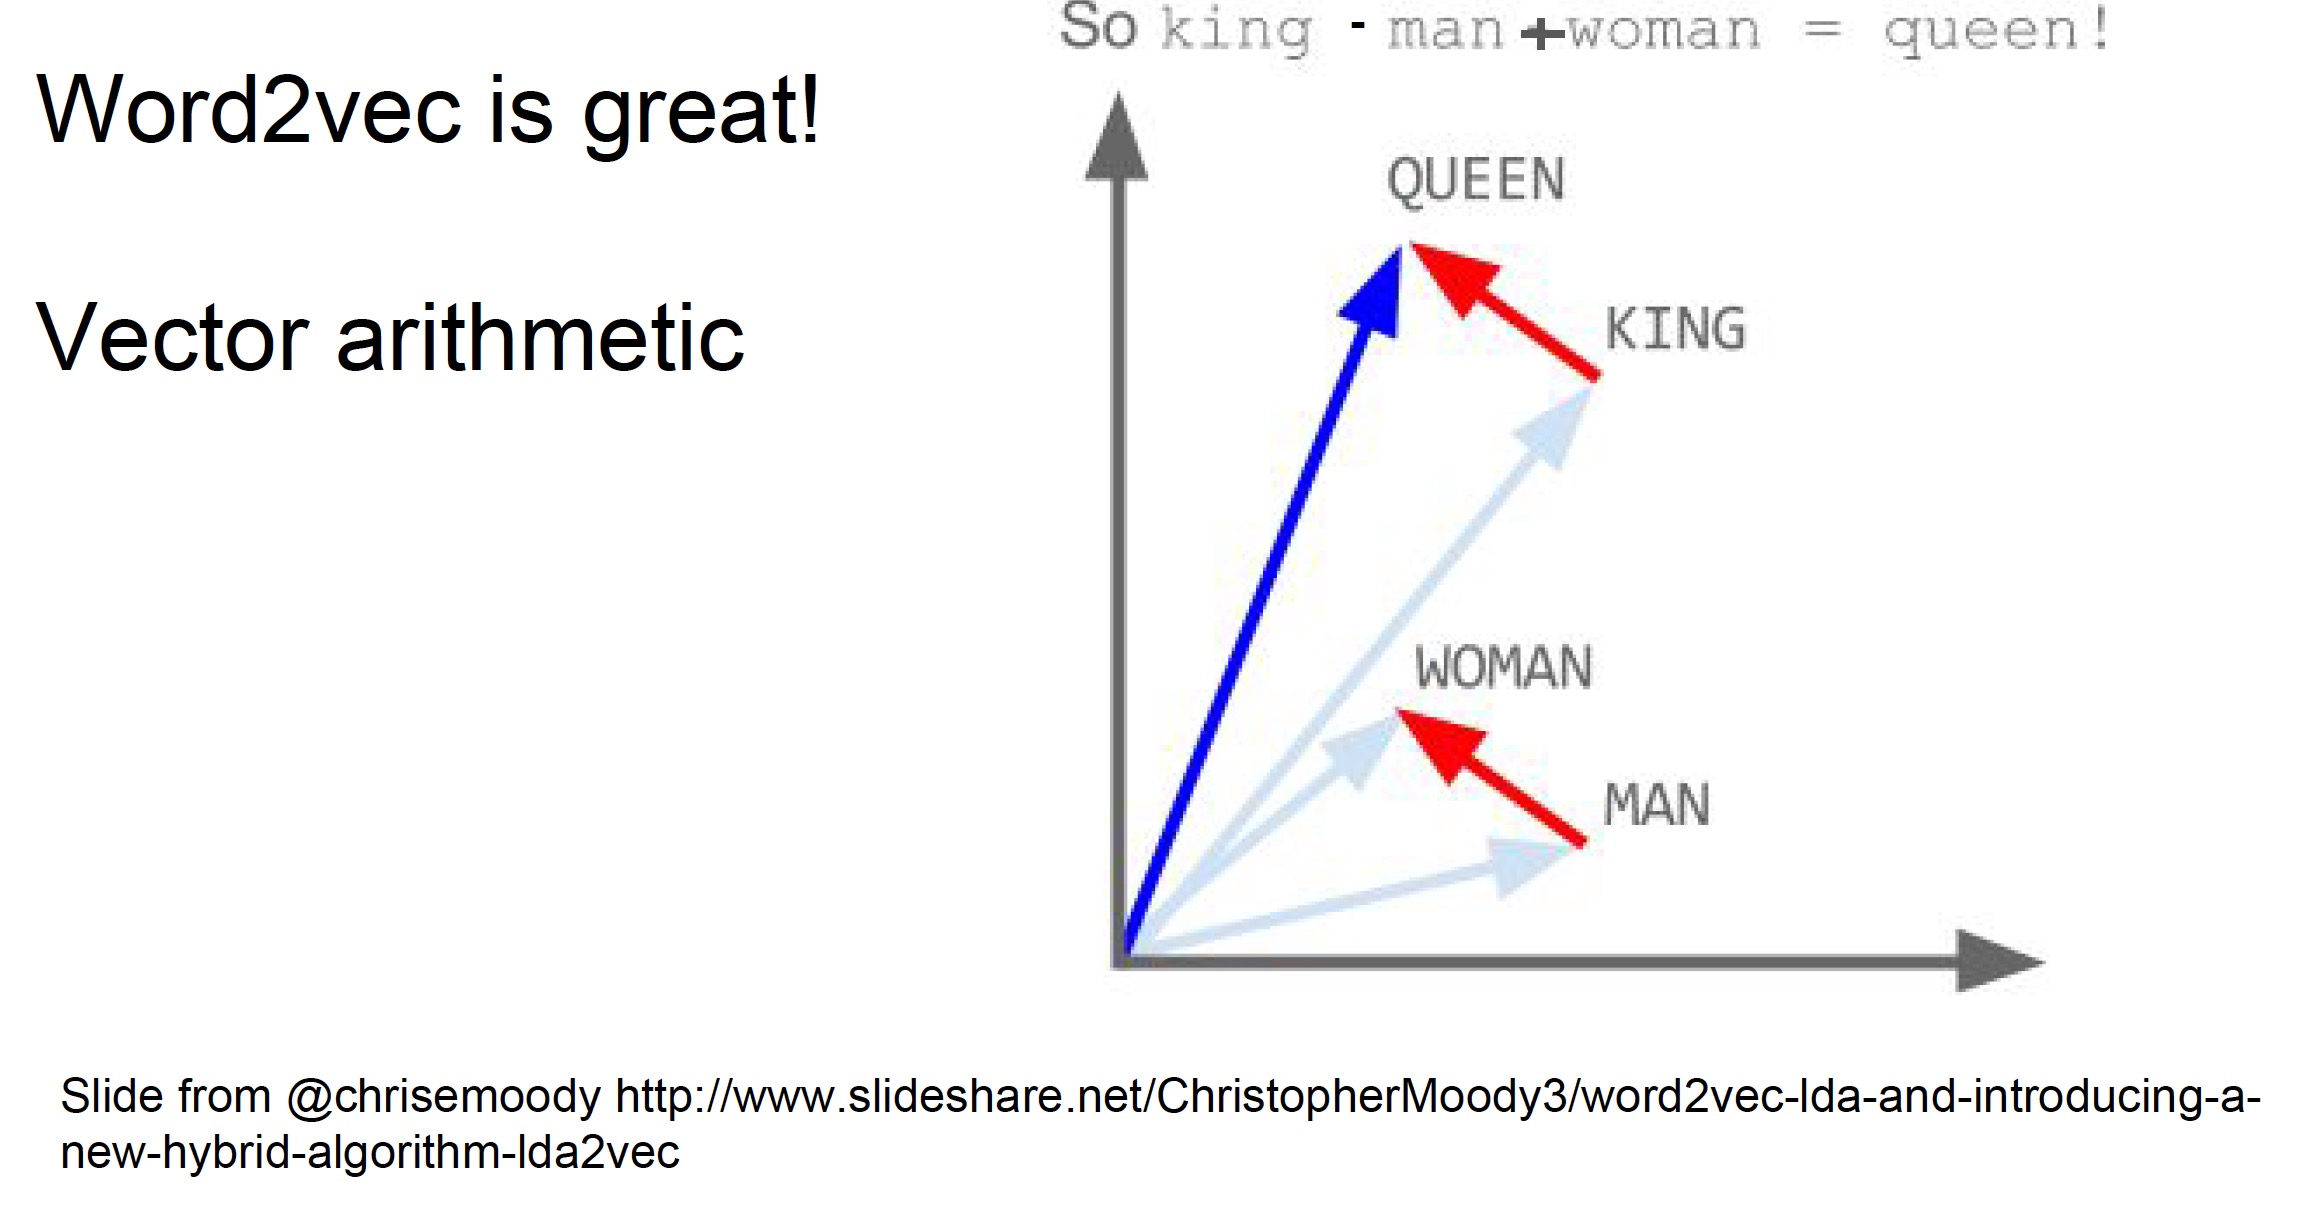 So king - man +woman = queen!
Word2vec is great!
Vector arithmetic
QUEEN
KING
WOMAN
MAN
Slide from @chrisemoody http://www.slideshare.net/ChristopherMoody3/word2vec-lda-and-introducing-a-
new-hybrid-algorithm-lda2vec